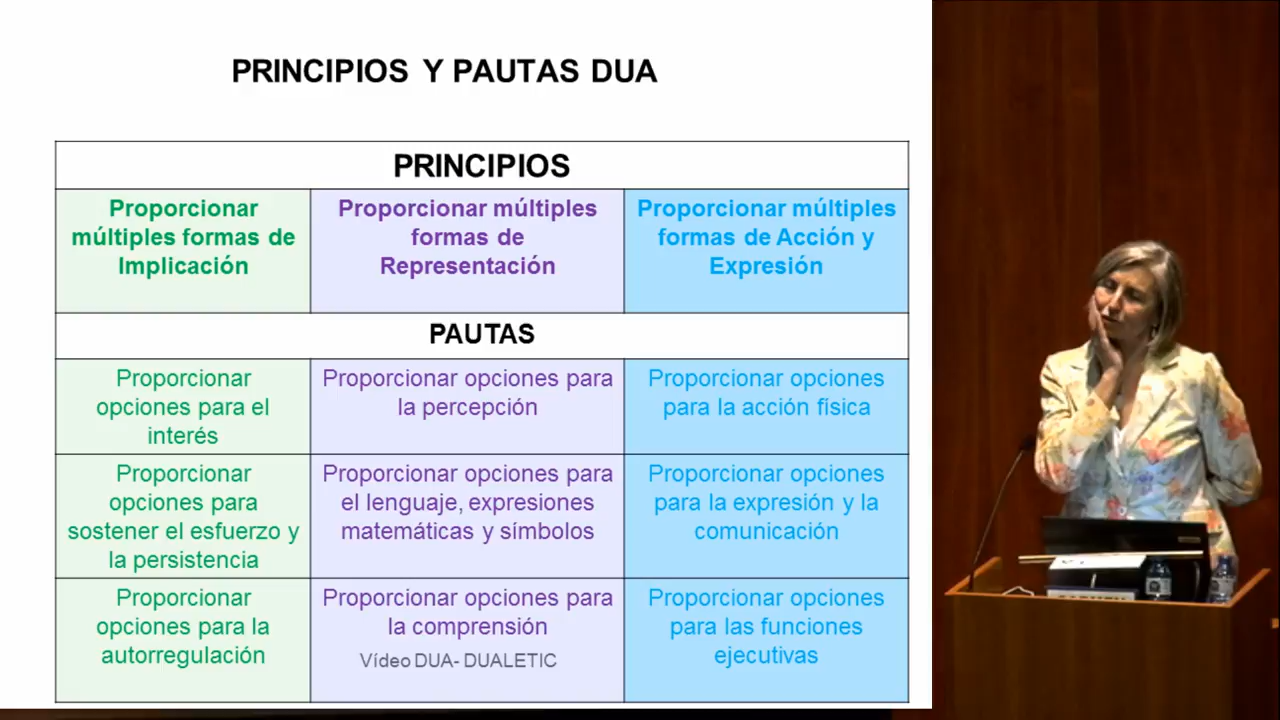 PRINCIPIOS Y PAUTAS DUA
PRINCIPIOS
Proporcionar
múltiples formas de
Implicación
Proporcionar múltiples
formas de
Representación
Proporcionar múltiples
formas de Acción y
Expresión
PAUTAS
Proporcionar
opciones para el
interés
Proporcionar opciones para
la percepción
Proporcionar opciones
para la acción física
Proporcionar
opciones para
sostener el esfuerzo y
la persistencia
Proporcionar opciones para
el lenguaje, expresiones
matemáticas y símbolos
Proporcionar opciones
para la expresión y la
comunicación
Proporcionar
opciones para la
autorregulación
Proporcionar opciones para
la comprensión
Vídeo DUA- DUALETIC
Proporcionar opciones
para las funciones
ejecutivas